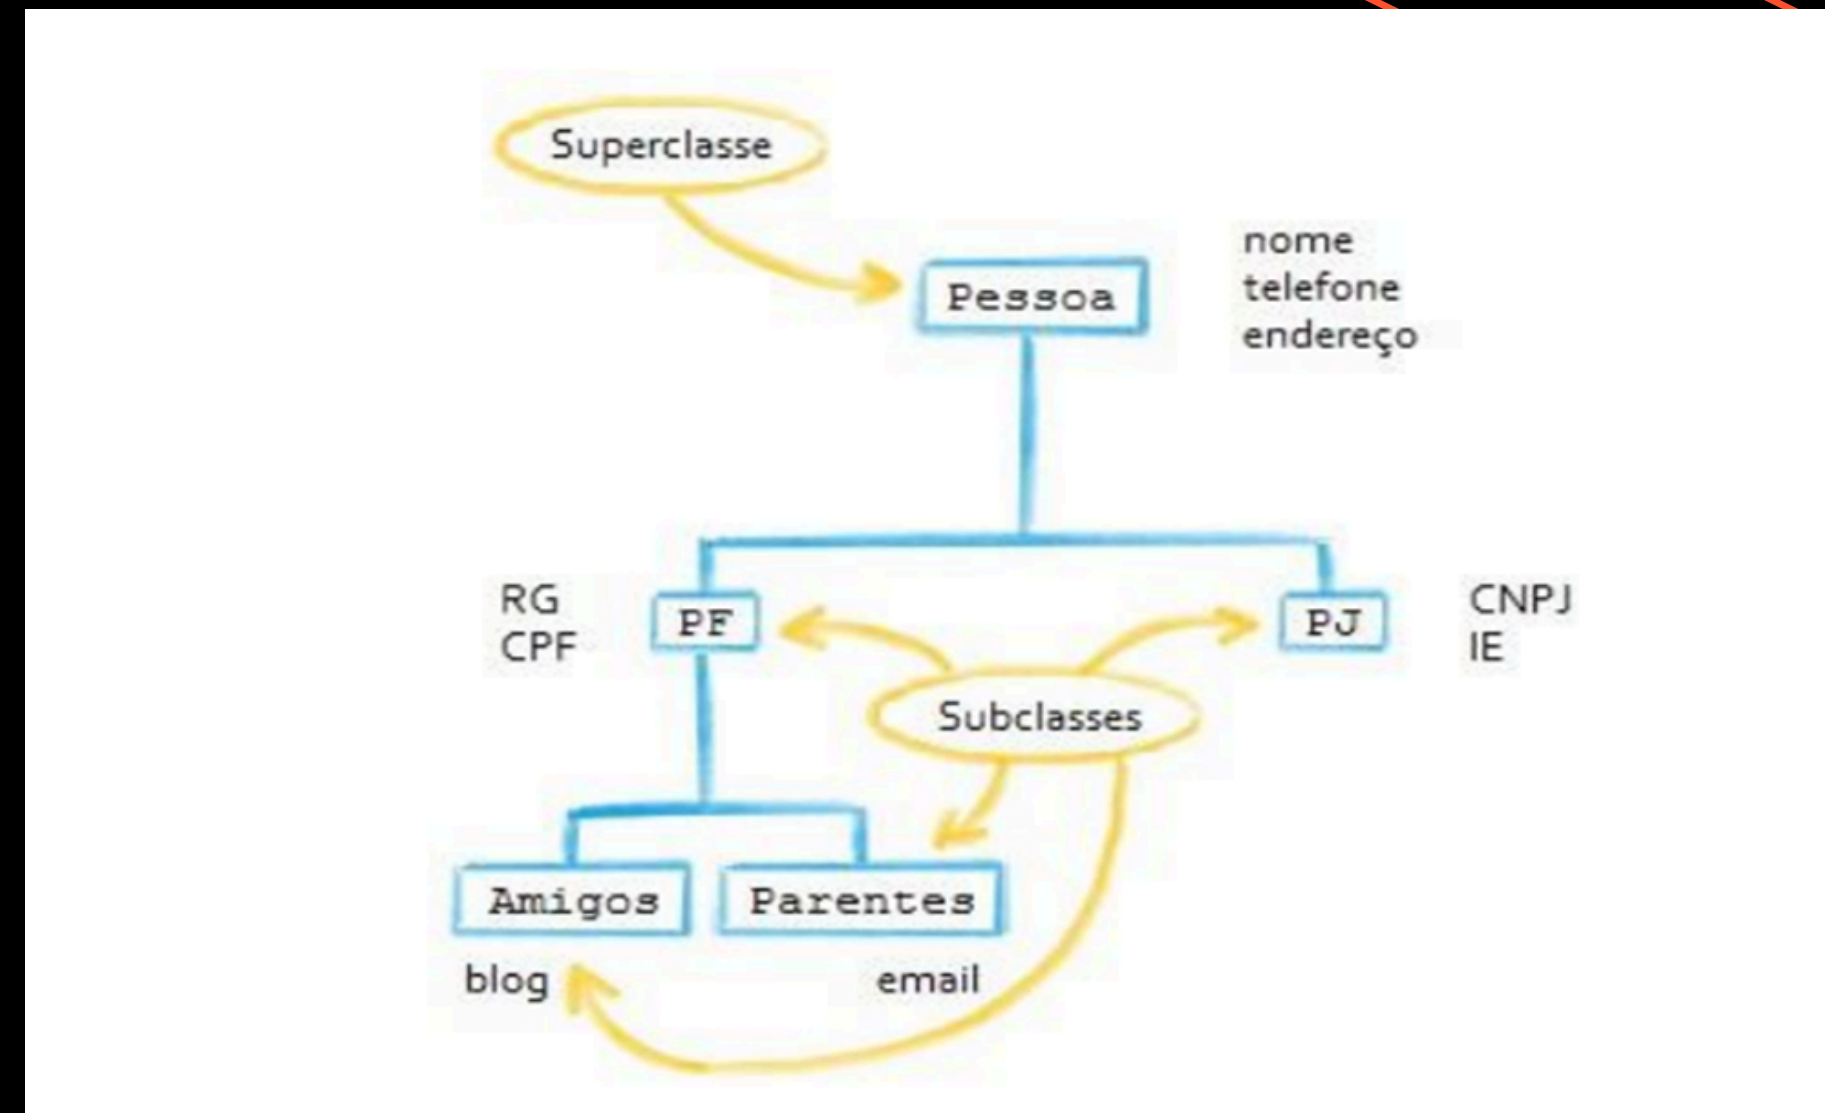 Superclasse
Pessoa
nome
telefone
endereço
RG
CPF
PF
PJ
CNPJ
IE
Subclasses
Amigos
Parentes
blog
email